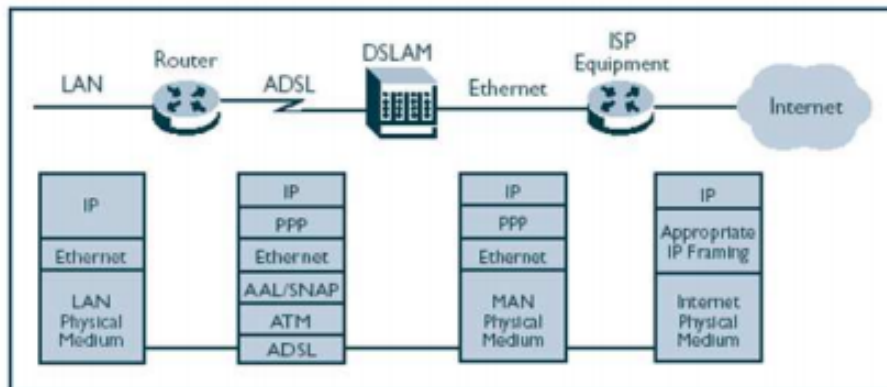 LAN
Router
ADSL
DSLAM
Ethernet
ISP
Equipment
Internet
IP
Ethernet
LAN
Physical
Medium
IP
PPP
Ethernet
AAL/SNAP
ATM
ADSL
IP
PPP
Ethernet
MAN
Physical
Medium
IP
Appropriate
IP Framing
Internet
Physical
Medium